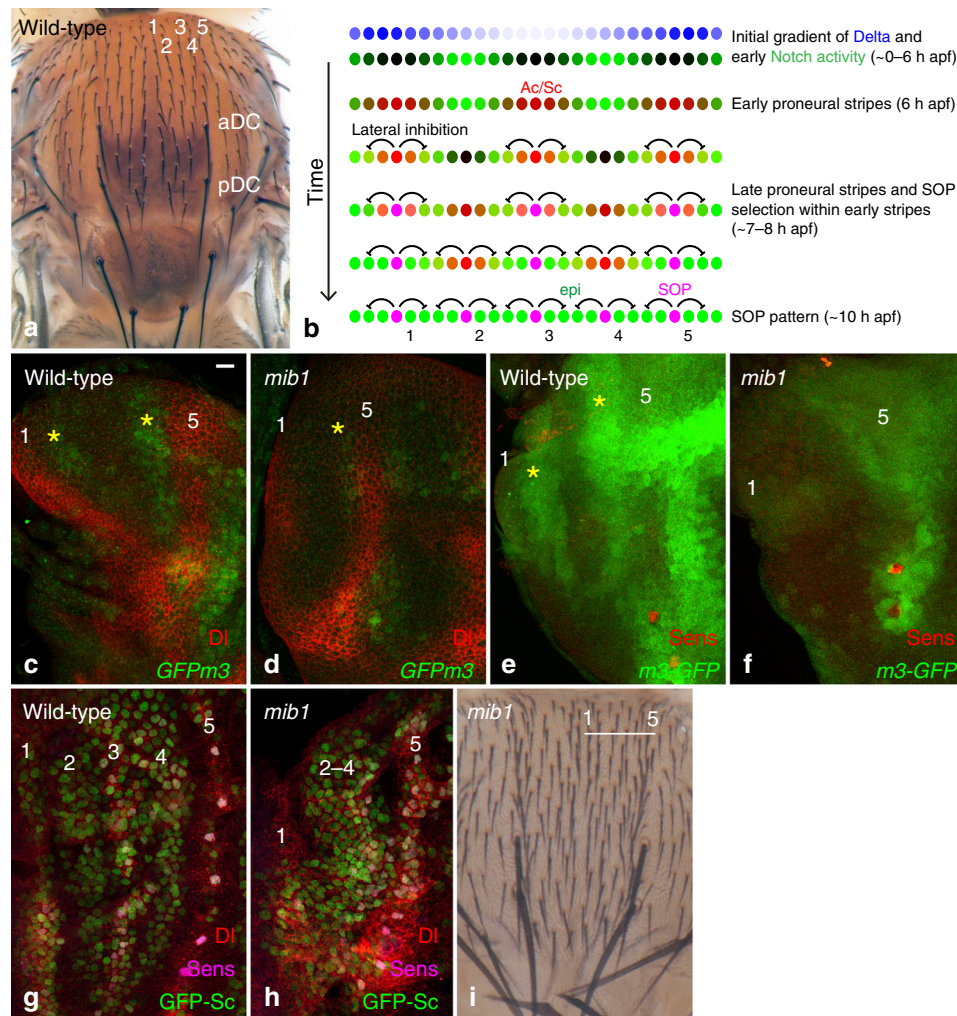 Wild-type
1 3 5
2 4
aDC
pDC
a
Time
Initial gradient of Delta and
early Notch activity (~0–6 h apf)
Ac/Sc
Early proneural stripes (6 h apf)
Lateral inhibition
Late proneural stripes and SOP
selection within early stripes
(~7–8 h apf)
epi
SOP
SOP pattern (~10 h apf)
b
1 2 3 4 5
Wild-type
1
*
*
5
Dl
GFPm3
c
mib1
1
*
5
Dl
GFPm3
d
Wild-type
1
*
*
5
Sens
m3-GFP
e
mib1
1
5
Sens
m3-GFP
f
Wild-type
1
2
3
4
5
Dl
Sens
GFP-Sc
g
mib1
1
2–4
5
Dl
Sens
GFP-Sc
h
mib1
1 5
i